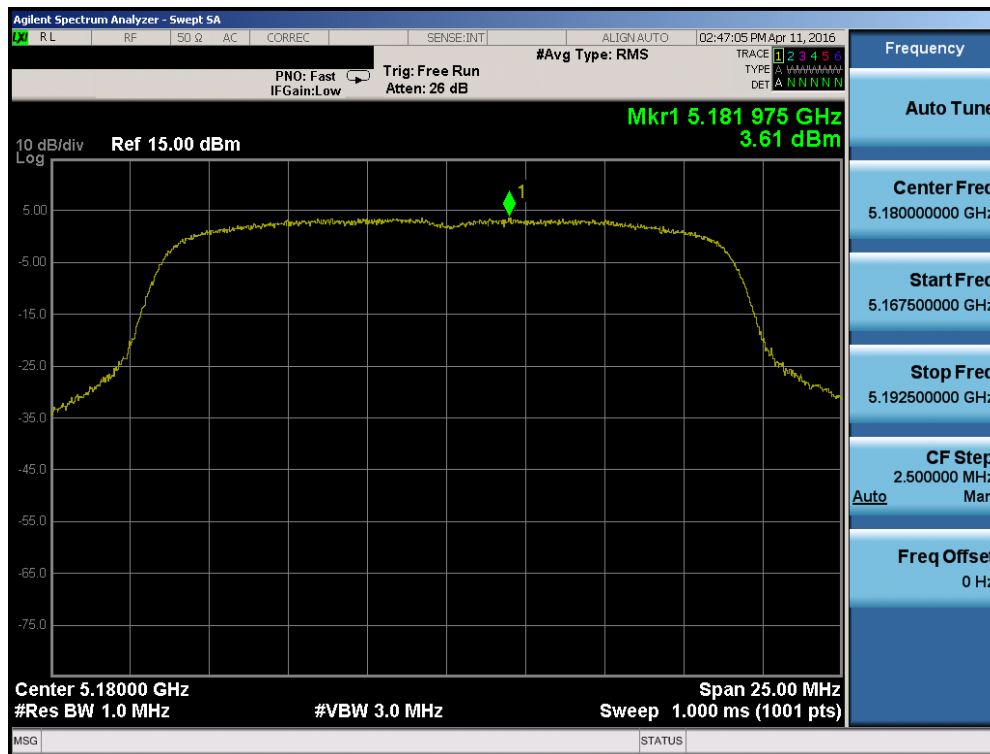 Agilent Spectrum Analyzer - Swept SA
LXI RL RF 50 Ω AC CORREC SENSE:INT ALIGN AUTO 02:47:05 PM Apr 11, 2016
#Avg Type: RMS
TRACE 1 2 3 4 5 6
TYPE A WWWWW
DET A N N N N N
PNO: Fast
IFGain:Low
Trig: Free Run
Atten: 26 dB
Mkr1 5.181 975 GHz
3.61 dBm
10 dB/div
Log
Ref 15.00 dBm
1
5.00
-5.00
-15.0
-25.0
-35.0
-45.0
-55.0
-65.0
-75.0
Center 5.18000 GHz
Span 25.00 MHz
#Res BW 1.0 MHz
#VBW 3.0 MHz
Sweep 1.000 ms (1001 pts)
MSG
STATUS
Frequency
Auto Tune
Center Freq
5.180000000 GHz
Start Freq
5.167500000 GHz
Stop Freq
5.192500000 GHz
CF Step
2.500000 MHz
Auto Man
Freq Offset
0 Hz